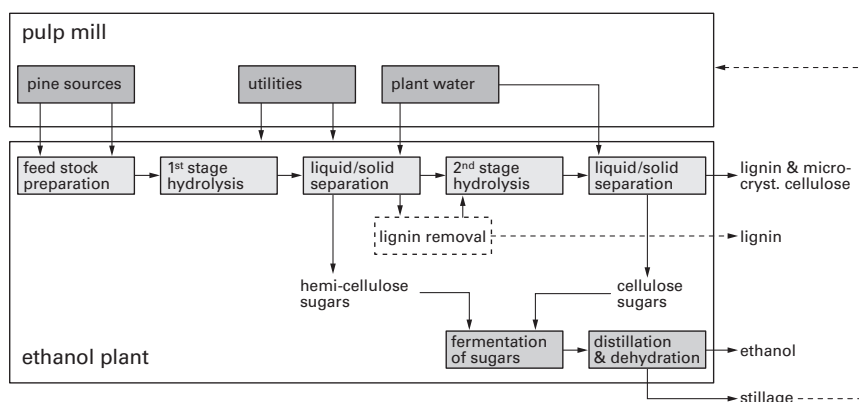 pulp mill
pine sources
utilities
plant water
feed stock
preparation
1st stage
hydrolysis
liquid/solid
separation
2nd stage
hydrolysis
liquid/solid
separation
lignin & micro-
cryst. cellulose
lignin removal
lignin
hemi-cellulose
sugars
cellulose
sugars
fermentation
of sugars
distillation
& dehydration
ethanol
ethanol plant
stillage